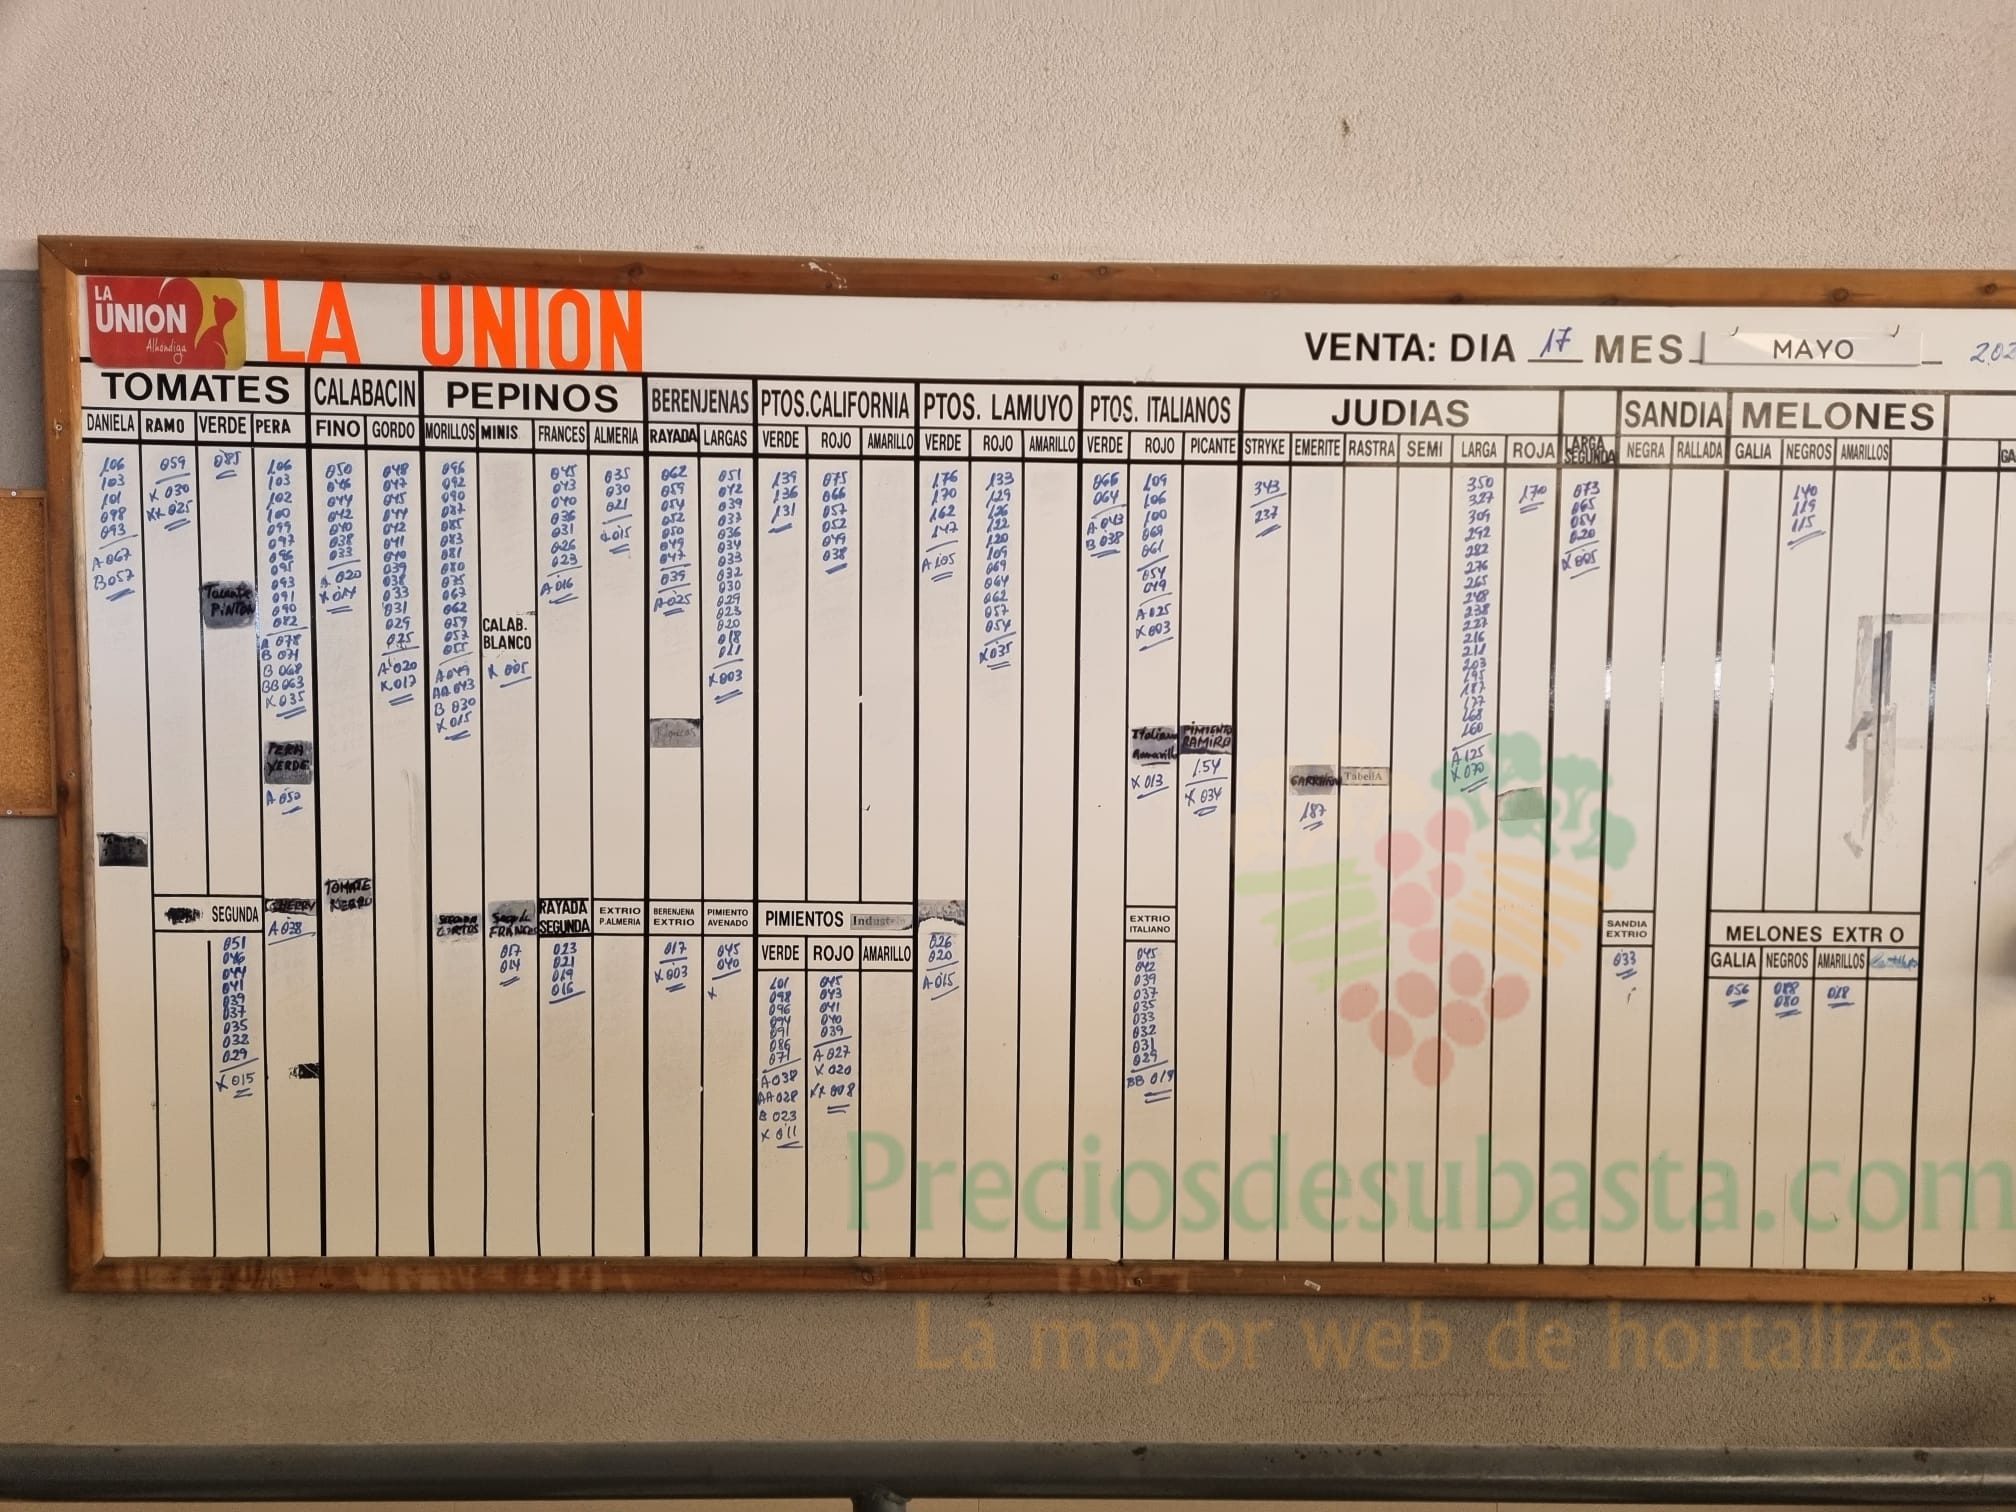 LA
UNION
Alhóndiga
LA UNION
VENTA: DIA 17 MES MAYO 202
TOMATES CALABACIN PEPINOS BERENJENAS PTOS.CALIFORNIA PTOS. LAMUYO PTOS. ITALIANOS JUDIAS SANDIA MELONES
DANIELA RAMO VERDE PERA FINO GORDO MORILLOS MINIS FRANCES ALMERIA RAYADA LARGAS VERDE ROJO AMARILLO VERDE ROJO AMARILLO VERDE ROJO PICANTE STRYKE EMERITE RASTRA SEMI LARGA ROJA LARGA SEGUNDA NEGRA RALLADA GALIA NEGROS AMARILLOS GA
106
103
101
098
093
A 067
B 057
059
X 030
XX 025
085
PINTON
106
103
102
100
099
097
096
095
093
091
090
082
A 078
B 071
B 068
BB 063
X 035
PERA
VERDE
A 050
050
046
044
042
040
038
033
A 020
X 014
048
047
045
044
042
041
040
039
038
033
031
029
025
A 020
X 017
096
092
090
087
085
083
081
080
075
067
062
059
057
055
A 049
AA 043
B 030
X 015
CALAB.
BLANCO
X 005
045
043
040
036
031
026
023
A 016
035
030
021
015
062
059
054
052
050
049
047
039
A 025
051
042
039
037
036
034
033
032
030
029
023
020
018
011
X 003
139
136
131
075
066
057
052
049
038
176
170
162
147
A 105
133
129
126
122
120
109
069
064
062
057
054
X 035
066
064
A 043
B 038
109
106
100
069
061
054
049
A 025
X 003
Italiano
X 013
PIMIENTO
RAMIRO
1.54
X 034
343
237
GARRAFON
187
TabellA
350
327
309
292
282
276
265
248
238
227
216
211
203
195
187
177
168
160
A 125
X 070
170
073
065
054
020
X 005
140
119
115
SEGUNDA
051
046
044
041
039
037
035
032
029
X 015
CHERRY
A 038
TOMATE
NEGRO
FRANCES
017
014
RAYADA
SEGUNDA
023
021
019
016
EXTRIO
P.ALMERIA
BERENJENA
EXTRIO
017
X 003
PIMIENTO
AVENADO
045
040
X
PIMIENTOS
VERDE ROJO AMARILLO
101
098
096
094
091
086
071
A 038
AA 028
B 023
X 011
045
043
041
040
039
A 027
X 020
XX 008
026
020
A 015
EXTRIO
ITALIANO
045
042
039
037
035
033
032
031
029
BB 019
SANDIA
EXTRIO
033
MELONES EXTR O
GALIA NEGROS AMARILLOS
056
088
080
018
Preciosdesubasta.com
La mayor web de hortalizas